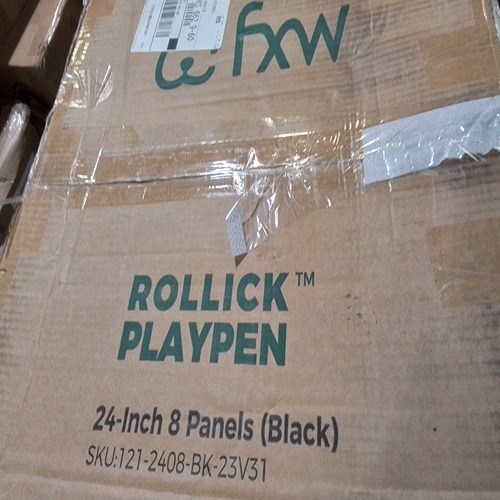 fxw
ROLLICK™
PLAYPEN
24-Inch 8 Panels (Black)
SKU:121-2408-BK-23V31